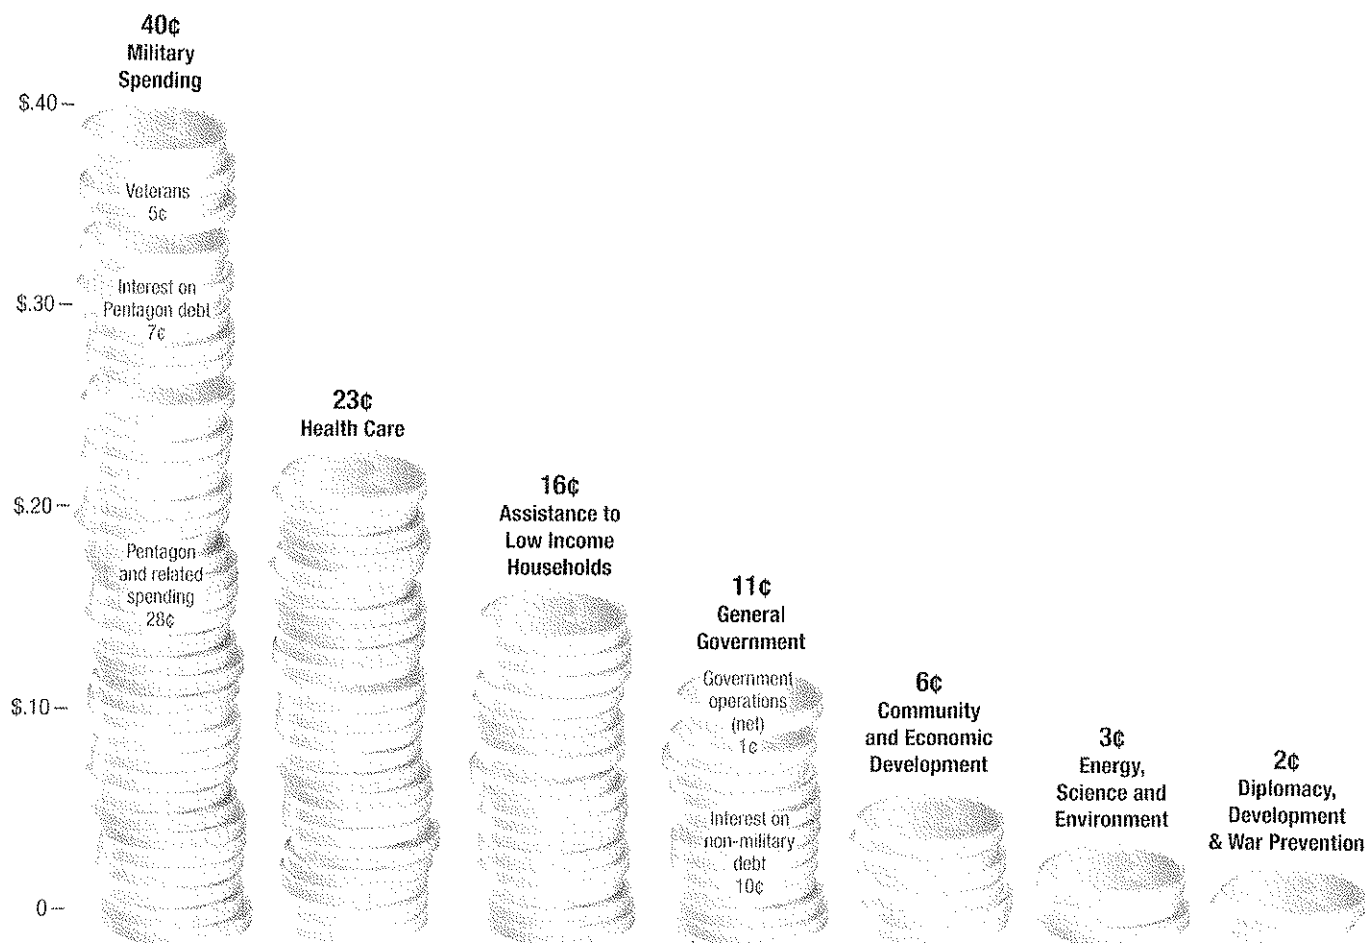 40¢
Military
Spending
$.40
Veterans
5¢
Interest on
Pentagon debt
7¢
$.30
23¢
Health Care
$.20
Pentagon
and related
spending
28¢
16¢
Assistance to
Low Income
Households
11¢
General
Government
Government
operations
(net)
1¢
$.10
6¢
Community
and Economic
Development
3¢
Energy,
Science and
Environment
2¢
Diplomacy,
Development
& War Prevention
Interest on
non-military
debt
10¢
0